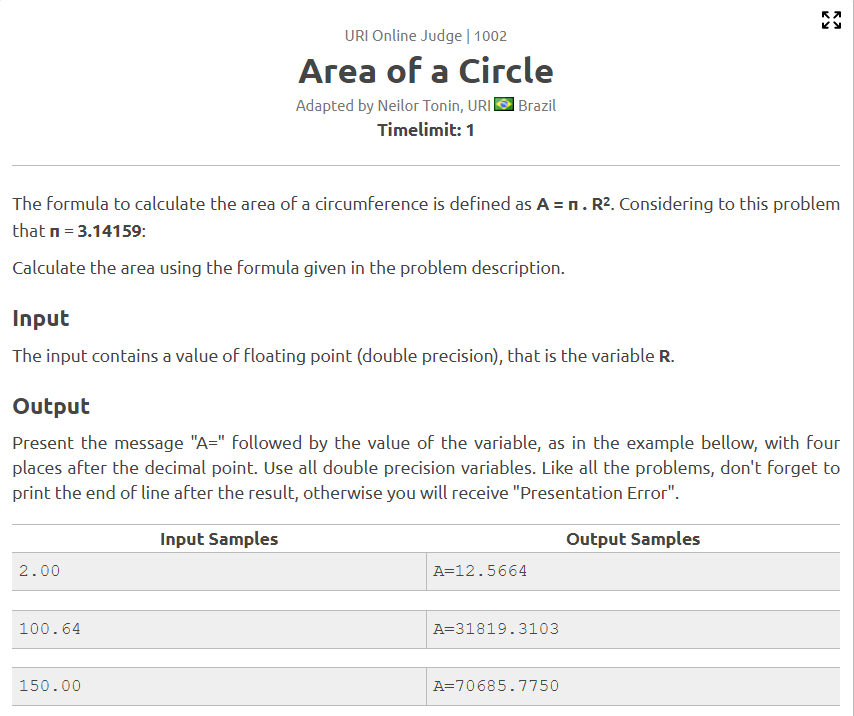 URI Online Judge | 1002
Area of a Circle
Adapted by Neilor Tonin, URI Brazil
Timelimit: 1
The formula to calculate the area of a circumference is defined as A = п . R². Considering to this problem
that п = 3.14159:
Calculate the area using the formula given in the problem description.
Input
The input contains a value of floating point (double precision), that is the variable R.
Output
Present the message "A=" followed by the value of the variable, as in the example bellow, with four
places after the decimal point. Use all double precision variables. Like all the problems, don't forget to
print the end of line after the result, otherwise you will receive "Presentation Error".
Input Samples Output Samples
2.00 A=12.5664
100.64 A=31819.3103
150.00 A=70685.7750